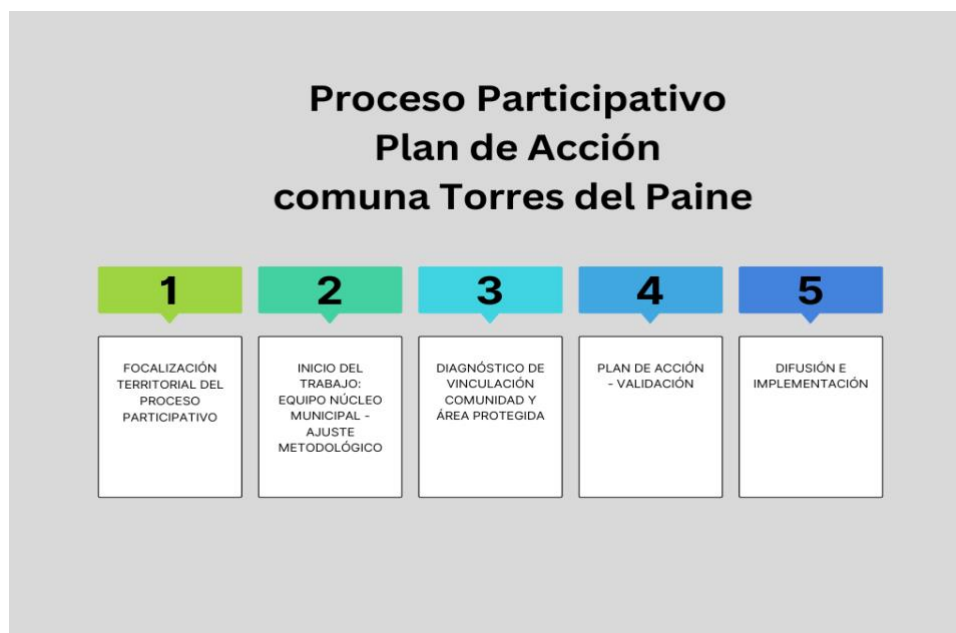 Proceso Participativo
Plan de Acción
comuna Torres del Paine
1
2
3
4
5
FOCALIZACIÓN
TERRITORIAL DEL
PROCESO
PARTICIPATIVO
INICIO DEL
TRABAJO:
EQUIPO NÚCLEO
MUNICIPAL -
AJUSTE
METODOLÓGICO
DIAGNÓSTICO DE
VINCULACIÓN
COMUNIDAD Y
ÁREA PROTEGIDA
PLAN DE ACCIÓN
- VALIDACIÓN
DIFUSIÓN E
IMPLEMENTACIÓN